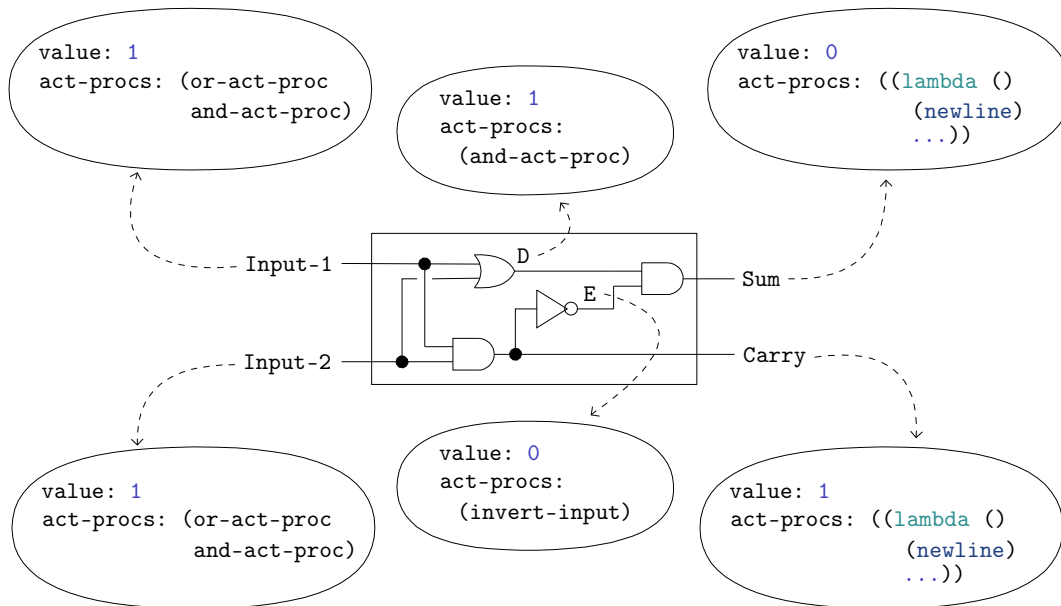 value: 1
act-procs: (or-act-proc
and-act-proc)
value: 1
act-procs:
(and-act-proc)
value: 0
act-procs: ((lambda ()
(newline)
...))
Input-1
D
E
Sum
Input-2
Carry
value: 1
act-procs: (or-act-proc
and-act-proc)
value: 0
act-procs:
(invert-input)
value: 1
act-procs: ((lambda ()
(newline)
...))